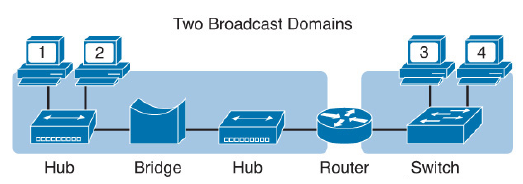 Two Broadcast Domains
1 2 3 4
Hub Bridge Hub Router Switch